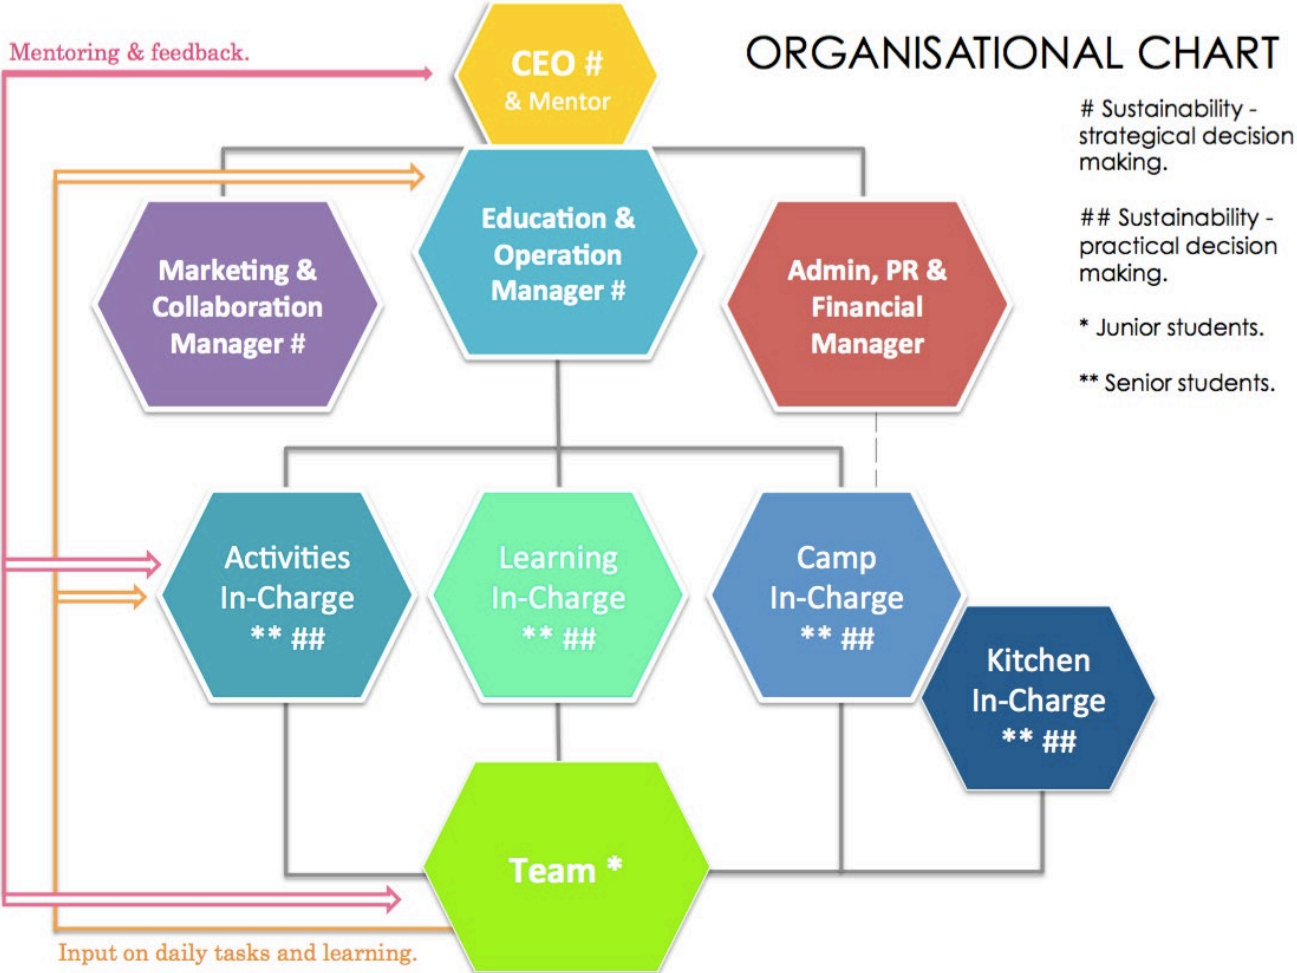 Mentoring & feedback.
CEO #
& Mentor
ORGANISATIONAL CHART
# Sustainability -
strategical decision
making.
## Sustainability -
practical decision
making.
* Junior students.
** Senior students.
Marketing &
Collaboration
Manager #
Education &
Operation
Manager #
Admin, PR &
Financial
Manager
Activities
In-Charge
** ##
Learning
In-Charge
** ##
Camp
In-Charge
** ##
Kitchen
In-Charge
** ##
Team *
Input on daily tasks and learning.